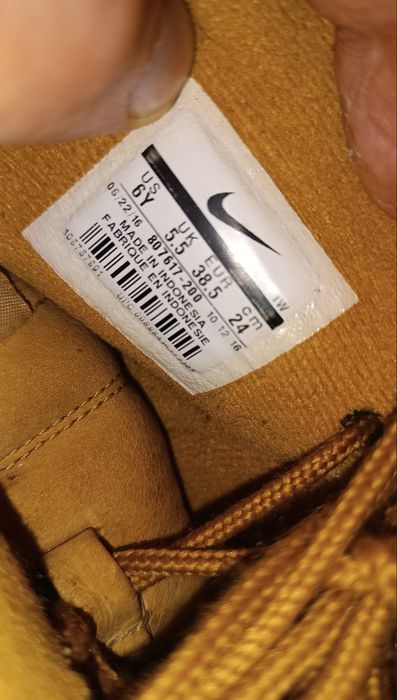 US UK EUR cm
6Y 5.5 38.5 24
06/22/16 807617 200 10 12 16
MADE IN INDONESIA
FABRIQUE EN INDONESIE